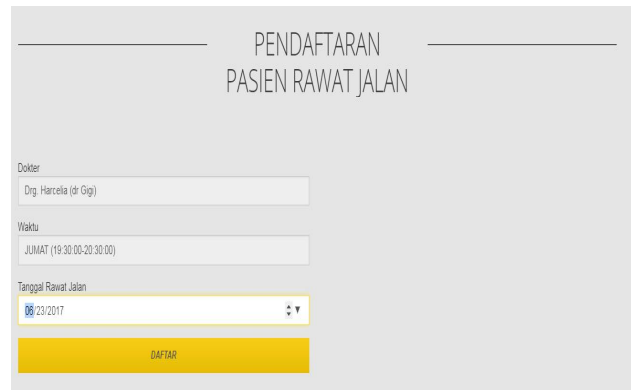 PENDAFTARAN
PASIEN RAWAT JALAN
Dokter
Drg. Harcelia (dr Gigi)
Waktu
JUMAT (19:30:00-20:30:00)
Tanggal Rawat Jalan
06/23/2017
DAFTAR